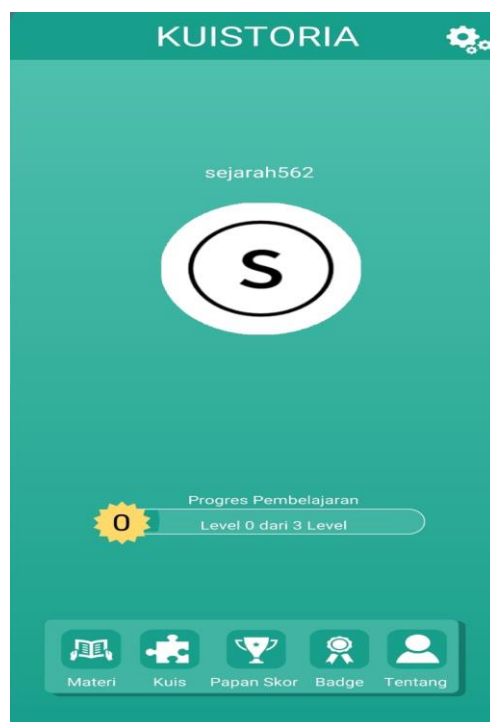 KUISTORIA
sejarah562
S
Progres Pembelajaran
0
Level 0 dari 3 Level
Materi Kuis Papan Skor Badge Tentang